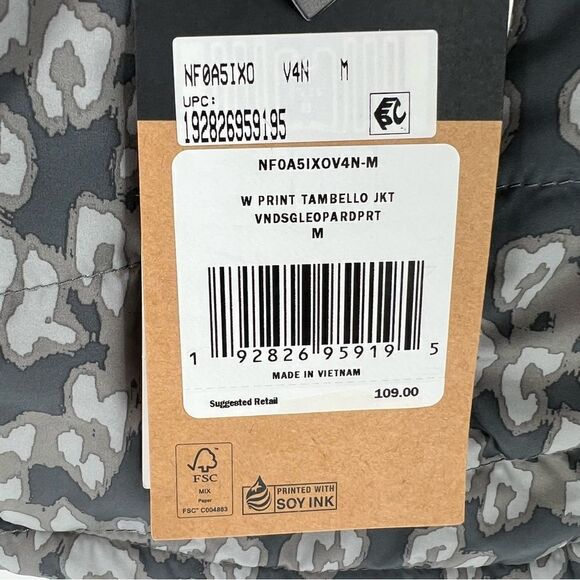 NF0A5IXO V4N M
UPC:
192826959195
EPC
NF0A5IXOV4N-M
W PRINT TAMBELLO JKT
VNDSGLEOPARDPRT
M
1 92826 95919 5
MADE IN VIETNAM
Suggested Retail 109.00
FSC
MIX
Paper
FSC® C004863
PRINTED WITH
SOY INK